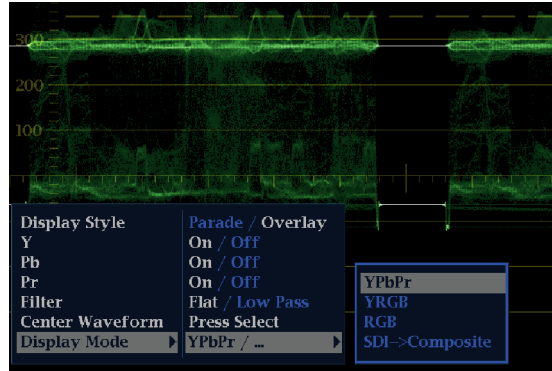 300
200
100
Display Style Parade / Overlay
Y On / Off
Pb On / Off
Pr On / Off
Filter Flat / Low Pass
Center Waveform Press Select
Display Mode YPbPr / ...
YPbPr
YRGB
RGB
SDI->Composite